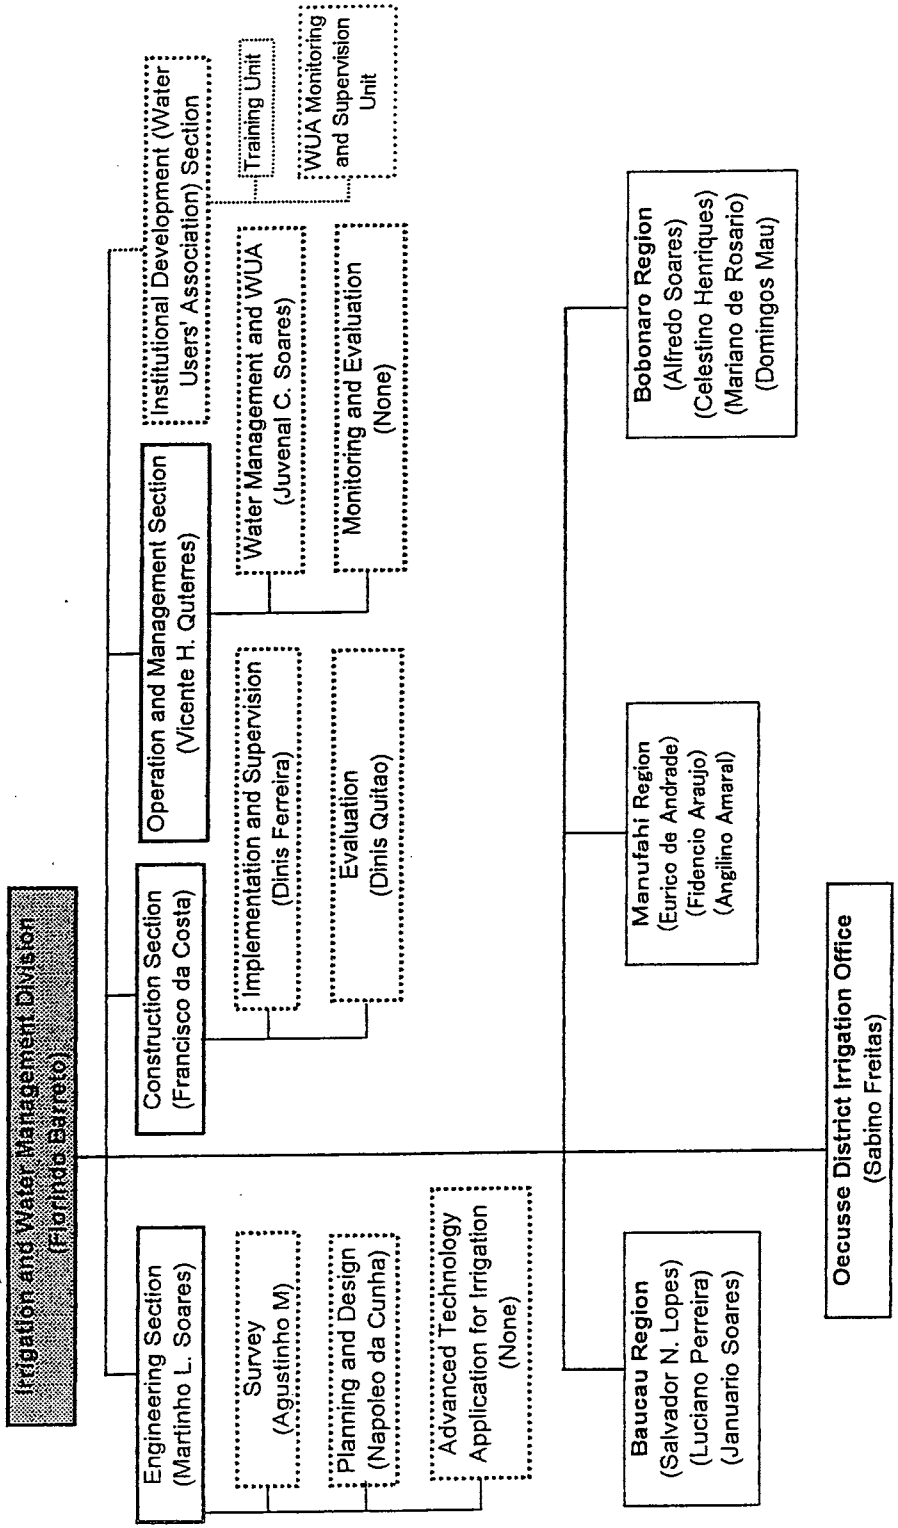 Irrigation and Water Management Division
(Florindo Barreto)
Engineering Section
(Martinho L. Soares)
Survey
(Agustinho M)
Planning and Design
(Napoleo da Cunha)
Advanced Technology
Application for Irrigation
(None)
Construction Section
(Francisco da Costa)
Implementation and Supervision
(Dinis Ferreira)
Evaluation
(Dinis Quitao)
Operation and Management Section
(Vicente H. Quterres)
Water Management and WUA
(Juvenal C. Soares)
Monitoring and Evaluation
(None)
Institutional Development (Water
Users' Association) Section
Training Unit
WUA Monitoring
and Supervision
Unit
Baucau Region
(Salvador N. Lopes)
(Luciano Perreira)
(Januario Soares)
Manufahi Region
(Eurico de Andrade)
(Fidencio Araujo)
(Angilino Amaral)
Bobonaro Region
(Alfredo Soares)
(Celestino Henriques)
(Mariano de Rosario)
(Domingos Mau)
Oecusse District Irrigation Office
(Sabino Freitas)